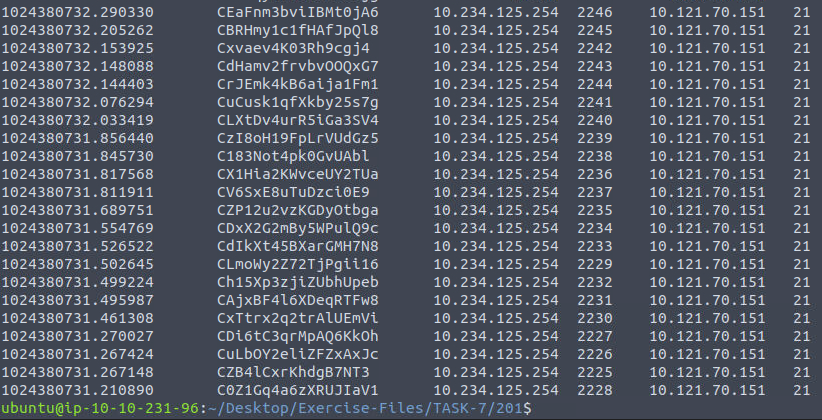 1024380732.290330 CEaFnm3bviIBMt0jA6 10.234.125.254 2246 10.121.70.151 21
1024380732.205262 CBRHmy1c1fHAfJpQl8 10.234.125.254 2245 10.121.70.151 21
1024380732.153925 Cxvaev4K03Rh9cgj4 10.234.125.254 2242 10.121.70.151 21
1024380732.148088 CdHamv2frvbvOOQxG7 10.234.125.254 2243 10.121.70.151 21
1024380732.144403 CrJEmk4kB6aija1Fm1 10.234.125.254 2244 10.121.70.151 21
1024380732.076294 CuCusk1qfXkby25s7g 10.234.125.254 2241 10.121.70.151 21
1024380732.033419 CLXtDv4urR5iGa3SV4 10.234.125.254 2240 10.121.70.151 21
1024380731.856440 CzI8oH19FpLrVUdGz5 10.234.125.254 2239 10.121.70.151 21
1024380731.845730 C183Not4pk0GvUAbl 10.234.125.254 2238 10.121.70.151 21
1024380731.817568 CX1Hia2KWvceUY2TUa 10.234.125.254 2236 10.121.70.151 21
1024380731.811911 CV6SxE8uTuDzci0E9 10.234.125.254 2237 10.121.70.151 21
1024380731.689751 CZP12u2vzKGDyOtbga 10.234.125.254 2235 10.121.70.151 21
1024380731.554769 CDxX2G2mBy5WPulQ9c 10.234.125.254 2234 10.121.70.151 21
1024380731.526522 CdIkXt45BXarGMH7N8 10.234.125.254 2233 10.121.70.151 21
1024380731.502645 CLmoWy2Z72TjPgii16 10.234.125.254 2229 10.121.70.151 21
1024380731.499224 Ch15Xp3zjiZUbhUpeb 10.234.125.254 2232 10.121.70.151 21
1024380731.495987 CAjxBF4l6XDeqRTFw8 10.234.125.254 2231 10.121.70.151 21
1024380731.461308 CxTtrx2q2trAlUEmVi 10.234.125.254 2230 10.121.70.151 21
1024380731.270027 CDi6tC3qrMpAQ6KkOh 10.234.125.254 2227 10.121.70.151 21
1024380731.267424 CuLbOY2eliZFZxAxJc 10.234.125.254 2226 10.121.70.151 21
1024380731.267148 CZB4lCxrKhdgB7NT3 10.234.125.254 2225 10.121.70.151 21
1024380731.210890 C0Z1Gq4a6zXRUJIaV1 10.234.125.254 2228 10.121.70.151 21
ubuntu@ip-10-10-231-96:~/Desktop/Exercise-Files/TASK-7/201$